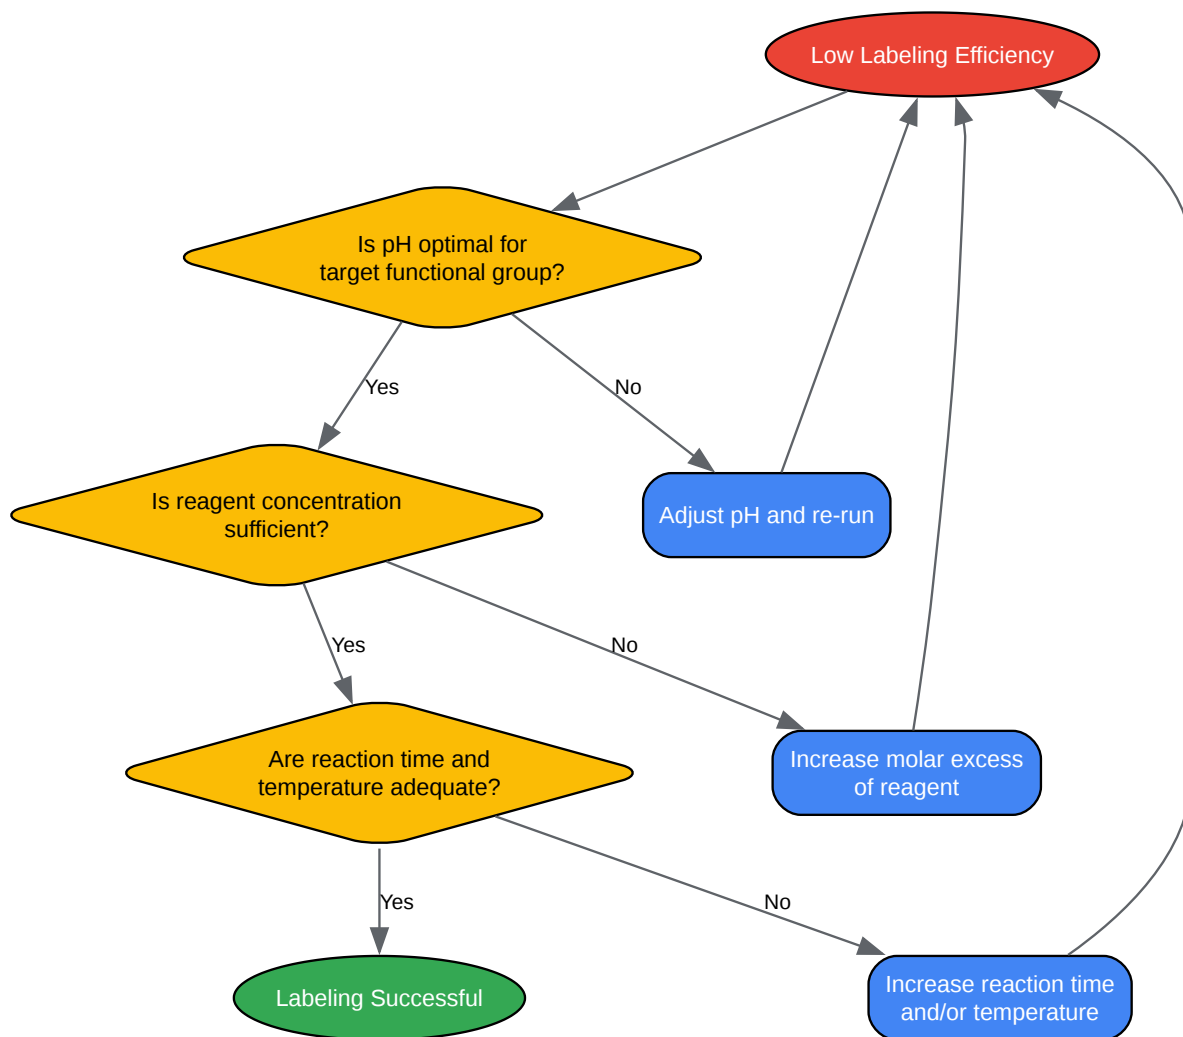 Low Labeling Efficiency
Is pH optimal for
target functional group?
Yes
No
Is reagent concentration
sufficient?
Adjust pH and re-run
Yes
No
Are reaction time and
temperature adequate?
Increase molar excess
of reagent
Yes
No
Labeling Successful
Increase reaction time
and/or temperature